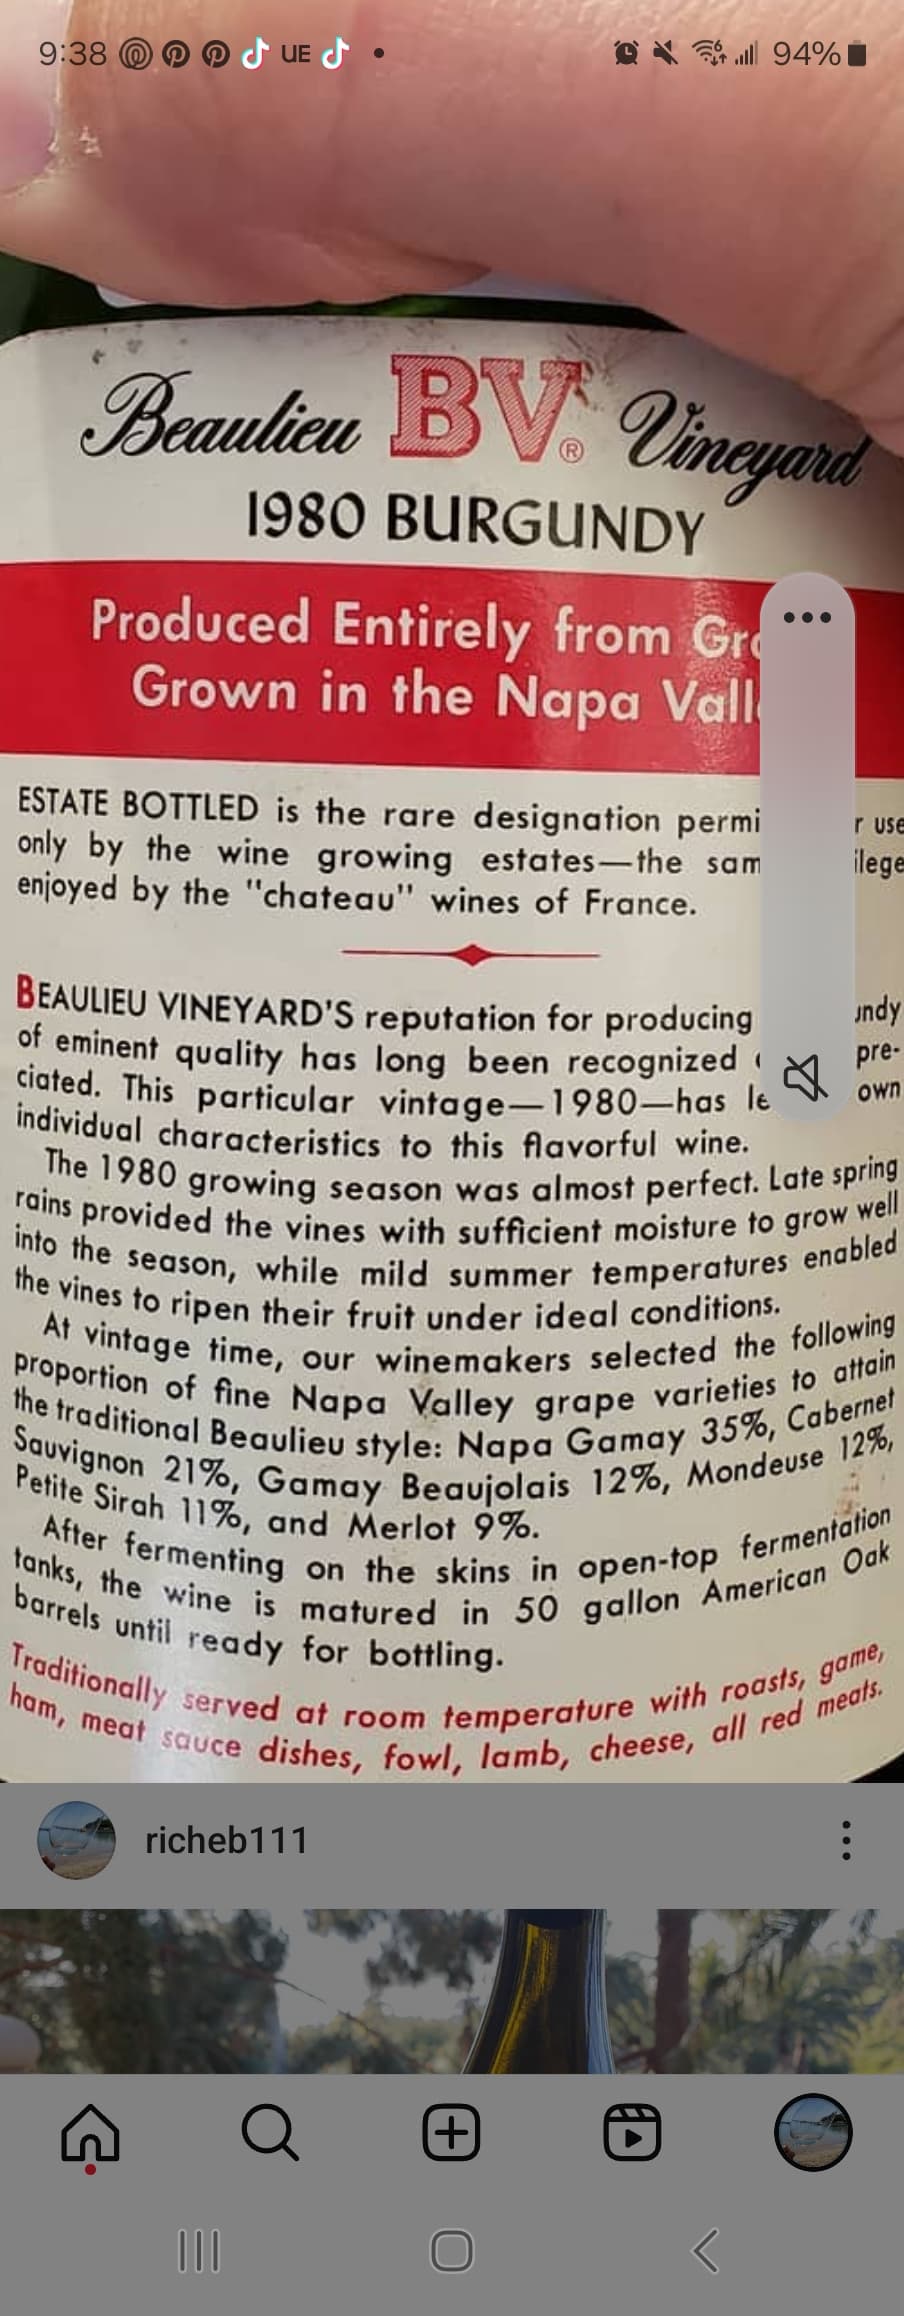 9:38 UE 94%
Beaulieu BV® Vineyard
1980 BURGUNDY
Produced Entirely from
Grown in the Napa
ESTATE BOTTLED is the rare designation use
only by the wine growing estates—the
enjoyed by the "chateau" wines of France.
BEAULIEU VINEYARD'S reputation for producing
of eminent quality has long been recognized pre-
ciated. This particular vintage—1980—has own
individual characteristics to this flavorful wine.
The 1980 growing season was almost perfect. Late spring
rains provided the vines with sufficient moisture to grow well
into the season, while mild summer temperatures enabled
the vines to ripen their fruit under ideal conditions.
At vintage time, our winemakers selected the following
proportion of fine Napa Valley grape varieties to attain
the traditional Beaulieu style: Napa Gamay 35%, Cabernet
Sauvignon 21%, Gamay Beaujolais 12%, Mondeuse 12%,
Petite Sirah 11%, and Merlot 9%.
After fermenting on the skins in open-top fermentation
tanks, the wine is matured in 50 gallon American Oak
barrels until ready for bottling.
Traditionally served at room temperature with roasts, game,
ham, meat sauce dishes, fowl, lamb, cheese, all red meats.
richeb111